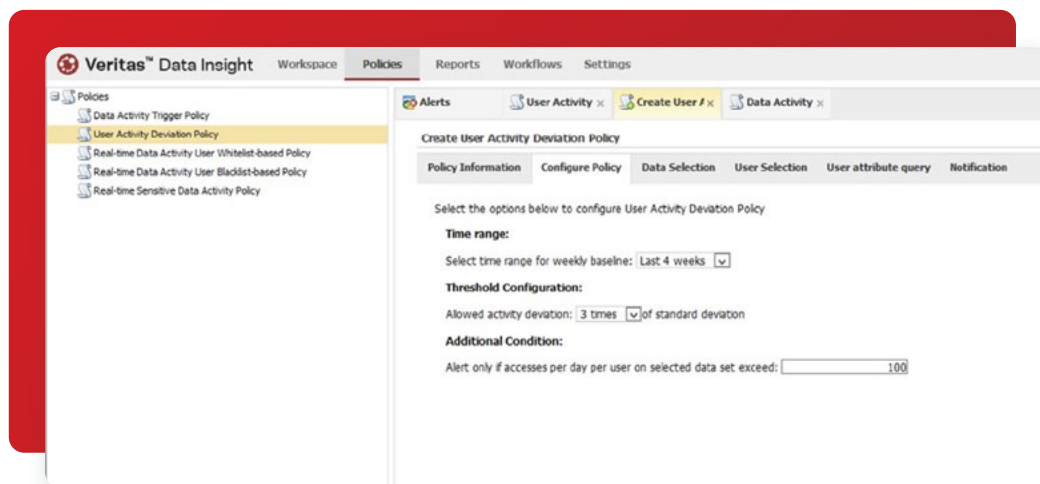 Veritas™ Data Insight Workspace Policies Reports Workflows Settings
Policies
Data Activity Trigger Policy
User Activity Deviation Policy
Real-time Data Activity User Whitelist-based Policy
Real-time Data Activity User Blacklist-based Policy
Real-time Sensitive Data Activity Policy
Alerts User Activity × Create User A × Data Activity ×
Create User Activity Deviation Policy
Policy Information Configure Policy Data Selection User Selection User attribute query Notification
Select the options below to configure User Activity Deviation Policy
Time range:
Select time range for weekly baseline: Last 4 weeks
Threshold Configuration:
Allowed activity deviation: 3 times of standard deviation
Additional Condition:
Alert only if accesses per day per user on selected data set exceed: 100